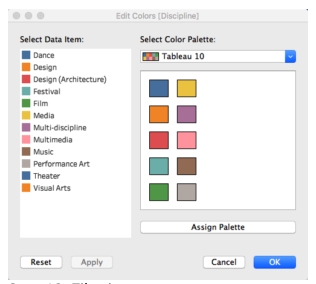 Edit Colors [Discipline]
Select Data Item:
Dance
Design
Design (Architecture)
Festival
Film
Media
Multi-discipline
Multimedia
Music
Performance Art
Theater
Visual Arts
Select Color Palette:
Tableau 10
Assign Palette
Reset
Apply
Cancel
OK